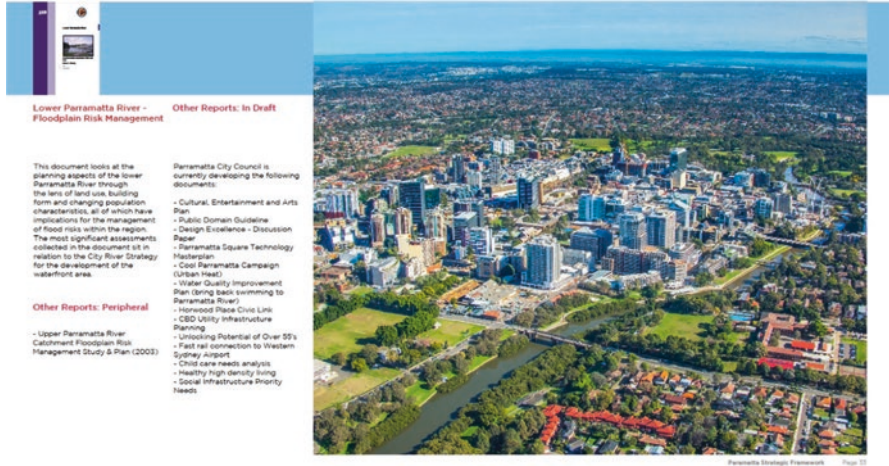 Lower Parramatta River -
Floodplain Risk Management
This document looks at the
planning aspects of the lower
Parramatta River through
the lens of land use, building
form and changing population
characteristics, all of which have
implications for the management
of flood risks within the region.
The most significant assessments
collected in the document sit in
relation to the City River Strategy
for the development of the
waterfront area.
Other Reports: Peripheral
- Upper Parramatta River
Catchment Floodplain Risk
Management Study & Plan (2003)
Other Reports: In Draft
Parramatta City Council is
currently developing the following
documents:
- Cultural, Entertainment and Arts
Plan
- Public Domain Guideline
- Design Excellence - Discussion
Paper
- Parramatta Square Technology
Masterplan
- Cool Parramatta Campaign
(Urban Heat)
- Water Quality Improvement
Plan (bring back swimming to
Parramatta River)
- Horwood Place Civic Link
- CBD Utility Infrastructure
Planning
- Unlocking Potential of Over 55's
- Fast rail connection to Western
Sydney Airport
- Child care needs analysis
- Healthy high density living
- Social Infrastructure Priority
Needs
Parramatta Strategic Framework Page 33